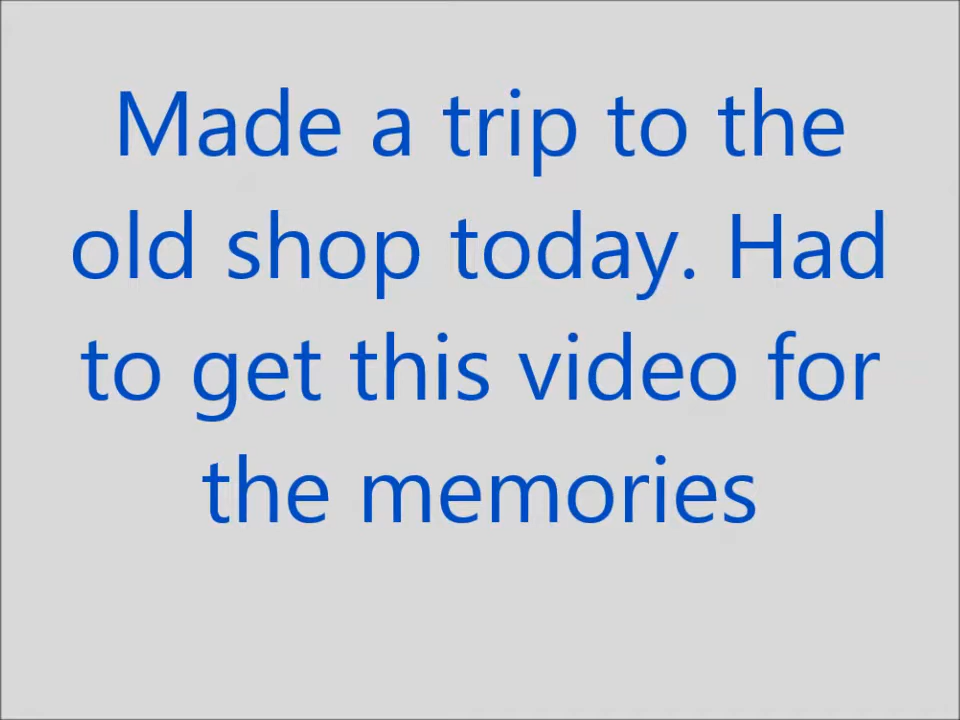 Made a trip to the
old shop today. Had
to get this video for
the memories